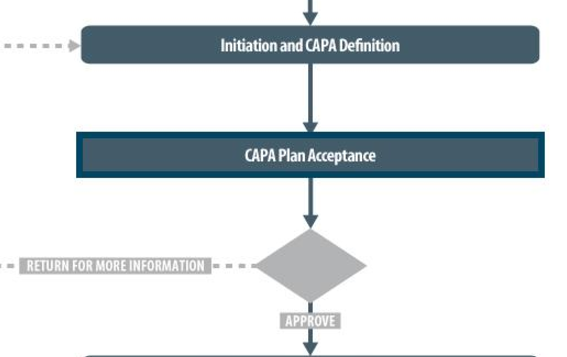 Initiation and CAPA Definition
CAPA Plan Acceptance
RETURN FOR MORE INFORMATION
APPROVE